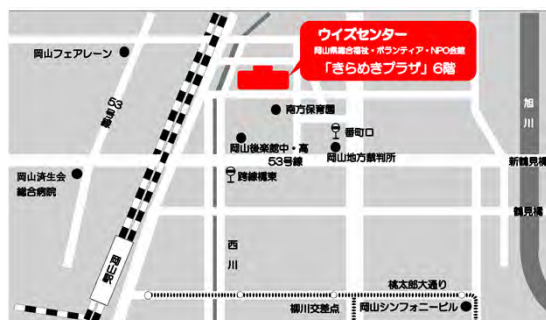 ウイズセンター
岡山県総合福祉・ボランティア・NPO会館
「きらめきプラザ」6階
岡山フェアレーン
国道53
旭川
南方保育園
番町口
岡山後楽館中・高
岡山地方裁判所
53号線
新鶴見橋
岡山済生会
総合病院
跨線橋東
鶴見橋
西川
岡山駅
桃太郎大通り
柳川交差点
岡山シンフォニービル